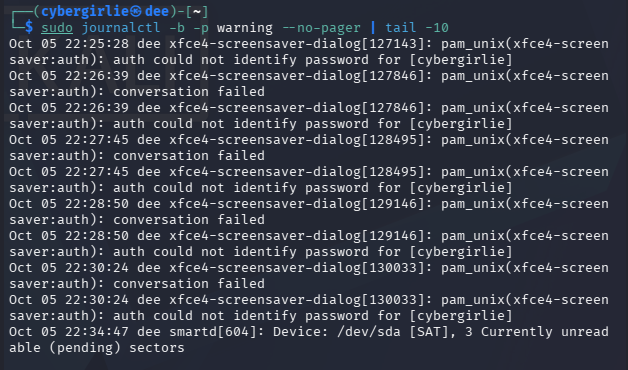 ┌──(cybergirlie㉿dee)-[~]
└─$ sudo journalctl -b -p warning --no-pager | tail -10
Oct 05 22:25:28 dee xfce4-screensaver-dialog[127143]: pam_unix(xfce4-screen
saver:auth): auth could not identify password for [cybergirlie]
Oct 05 22:26:39 dee xfce4-screensaver-dialog[127846]: pam_unix(xfce4-screen
saver:auth): conversation failed
Oct 05 22:26:39 dee xfce4-screensaver-dialog[127846]: pam_unix(xfce4-screen
saver:auth): auth could not identify password for [cybergirlie]
Oct 05 22:27:45 dee xfce4-screensaver-dialog[128495]: pam_unix(xfce4-screen
saver:auth): conversation failed
Oct 05 22:27:45 dee xfce4-screensaver-dialog[128495]: pam_unix(xfce4-screen
saver:auth): auth could not identify password for [cybergirlie]
Oct 05 22:28:50 dee xfce4-screensaver-dialog[129146]: pam_unix(xfce4-screen
saver:auth): conversation failed
Oct 05 22:28:50 dee xfce4-screensaver-dialog[129146]: pam_unix(xfce4-screen
saver:auth): auth could not identify password for [cybergirlie]
Oct 05 22:30:24 dee xfce4-screensaver-dialog[130033]: pam_unix(xfce4-screen
saver:auth): conversation failed
Oct 05 22:30:24 dee xfce4-screensaver-dialog[130033]: pam_unix(xfce4-screen
saver:auth): auth could not identify password for [cybergirlie]
Oct 05 22:34:47 dee smartd[604]: Device: /dev/sda [SAT], 3 Currently unread
able (pending) sectors